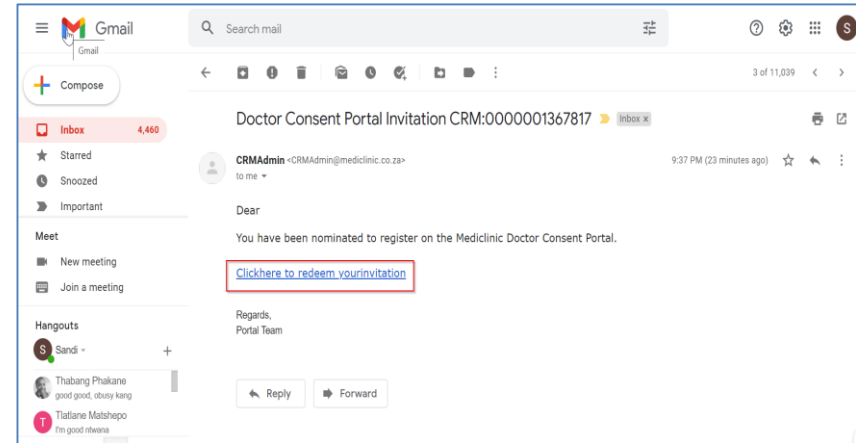 Gmail
Search mail
S
Gmail
Compose
3 of 11,039
Inbox 4,460
Starred
Snoozed
Important
Doctor Consent Portal Invitation CRM:0000001367817 Inbox x
CRMAdmin <CRMAdmin@mediclinic.co.za>
9:37 PM (23 minutes ago)
to me
Dear
You have been nominated to register on the Mediclinic Doctor Consent Portal.
Clickhere to redeem yourinvitation
Regards,
Portal Team
Reply
Forward
Meet
New meeting
Join a meeting
Hangouts
S Sandi
Thabang Phakane
good good, obusy kang
T Tlatlane Matshepo
I'm good ntwana